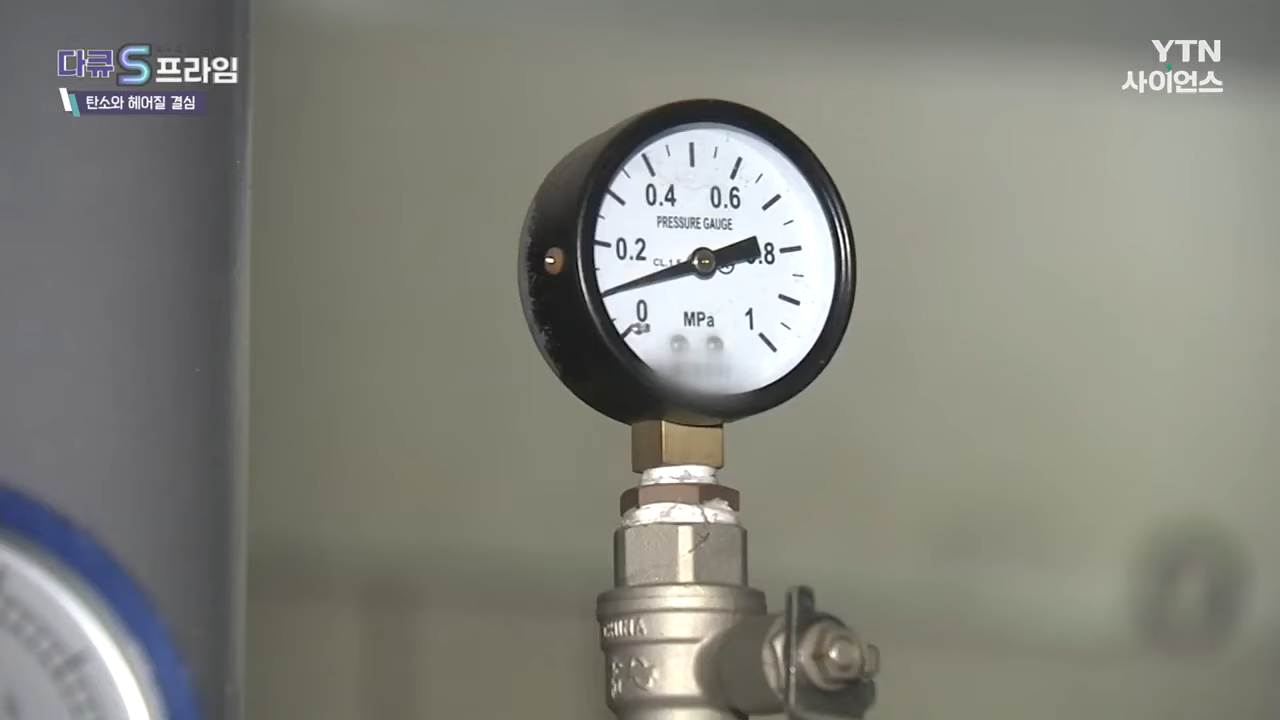 다큐S프라임
탄소와 헤어질 결심
YTN
사이언스
0.4 0.6
PRESSURE GAUGE
0.2
0 MPa 1
CHINA